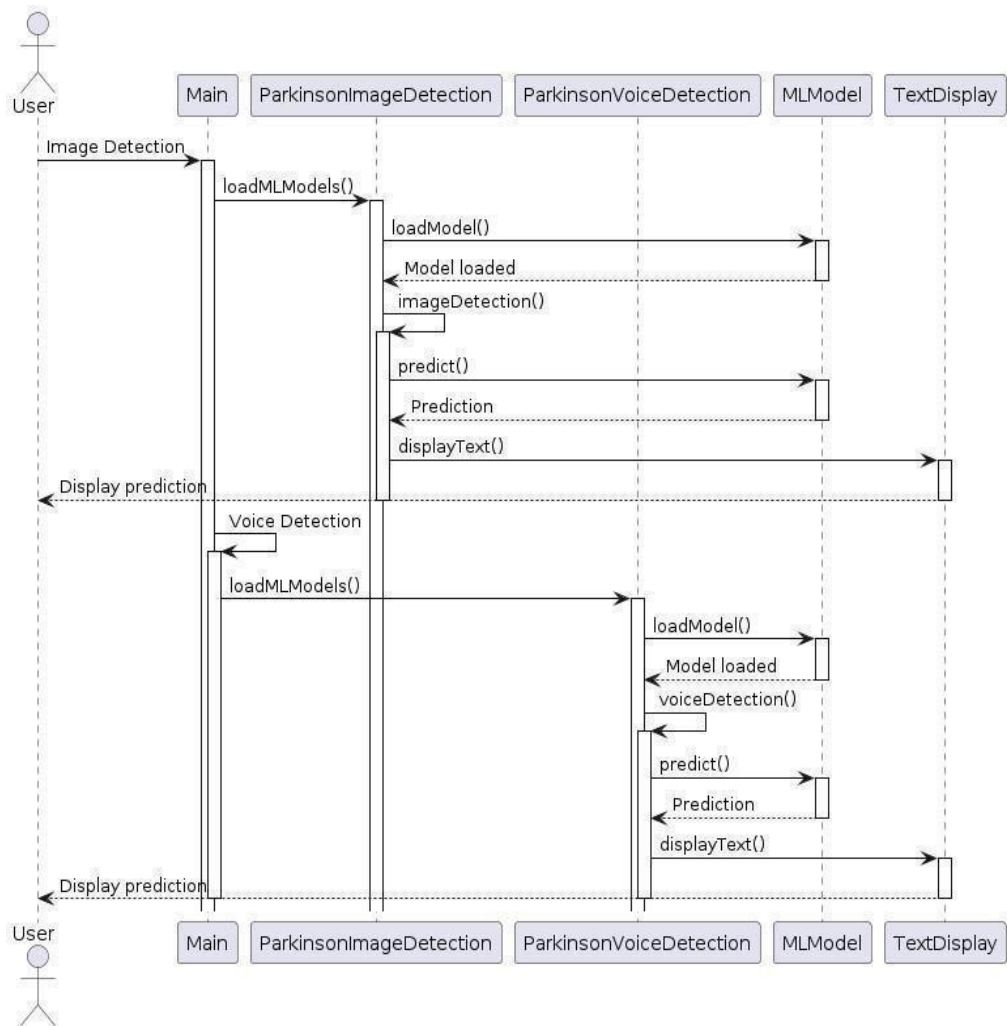 User
Main
ParkinsonImageDetection
ParkinsonVoiceDetection
MLModel
TextDisplay
Image Detection
loadMLModels()
loadModel()
Model loaded
imageDetection()
predict()
Prediction
displayText()
Display prediction
Voice Detection
loadMLModels()
loadModel()
Model loaded
voiceDetection()
predict()
Prediction
displayText()
Display prediction
User
Main
ParkinsonImageDetection
ParkinsonVoiceDetection
MLModel
TextDisplay